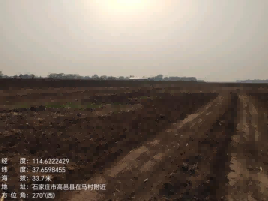 经 度: 114.6322429
纬 度: 37.6598455
海 拔: 33.7米
地 址: 石家庄市高邑县在马村附近
方位角: 270°(西)